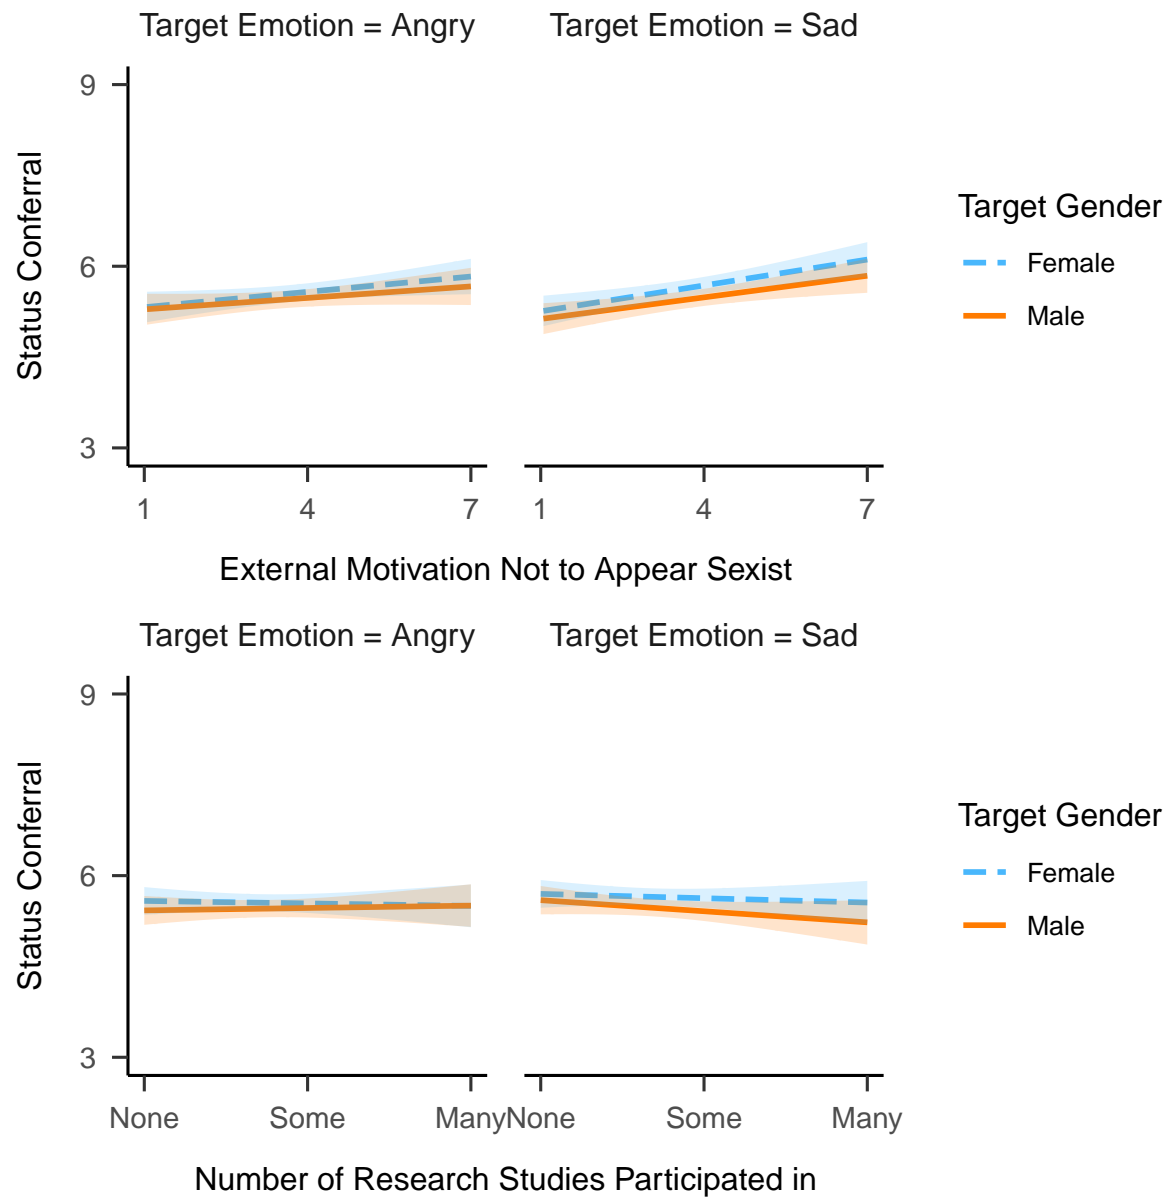 Target Emotion = Angry
Target Emotion = Sad
9
6
3
Status Conferral
1
4
7
1
4
7
External Motivation Not to Appear Sexist
Target Gender
Female
Male
Target Emotion = Angry
Target Emotion = Sad
9
6
3
Status Conferral
None
Some
Many
None
Some
Many
Number of Research Studies Participated in
Target Gender
Female
Male